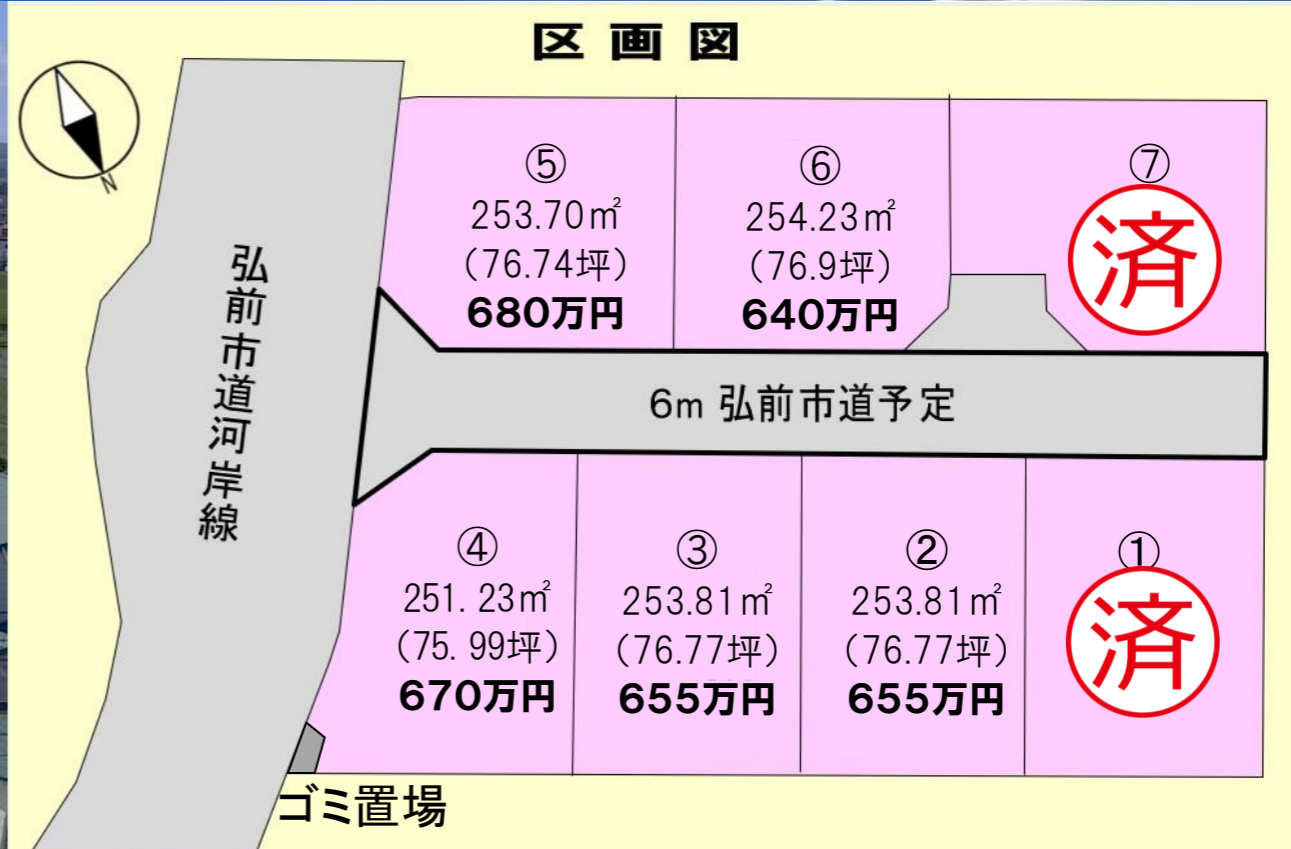 区画図
N
弘前市道河岸線
⑤
253.70㎡
（76.74坪）
680万円
⑥
254.23㎡
（76.9坪）
640万円
⑦
済
6m 弘前市道予定
④
251.23㎡
（75.99坪）
670万円
③
253.81㎡
（76.77坪）
655万円
②
253.81㎡
（76.77坪）
655万円
①
済
ゴミ置場